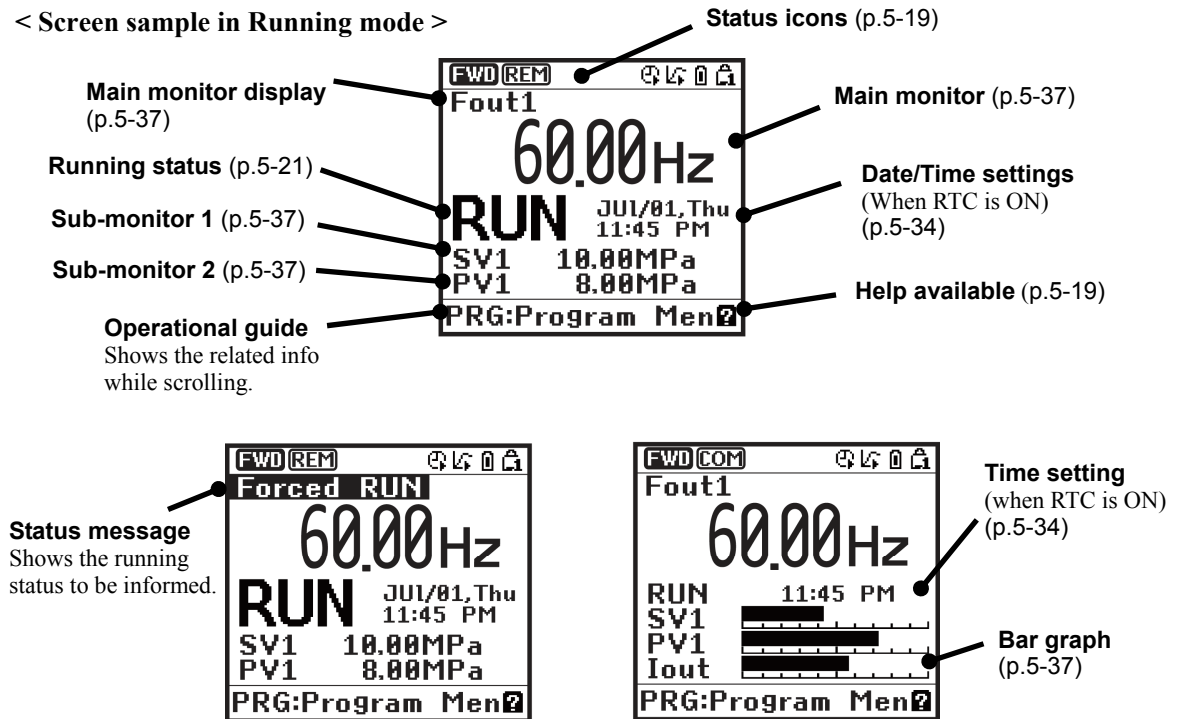 < Screen sample in Running mode >
Status icons (p.5-19)
Main monitor display
(p.5-37)
Running status (p.5-21)
Sub-monitor 1 (p.5-37)
Sub-monitor 2 (p.5-37)
Operational guide
Shows the related info
while scrolling.
FWD REM
Fout1
60.00Hz
RUN
JUl/01,Thu
11:45 PM
SV1 10.00MPa
PV1 8.00MPa
PRG:Program Men?
Main monitor (p.5-37)
Date/Time settings
(When RTC is ON)
(p.5-34)
Help available (p.5-19)
Status message
Shows the running
status to be informed.
FWD REM
Forced RUN
60.00Hz
RUN
JUl/01,Thu
11:45 PM
SV1 10.00MPa
PV1 8.00MPa
PRG:Program Men?
FWD COM
Fout1
60.00Hz
RUN 11:45 PM
SV1
PV1
Iout
PRG:Program Men?
Time setting
(when RTC is ON)
(p.5-34)
Bar graph
(p.5-37)